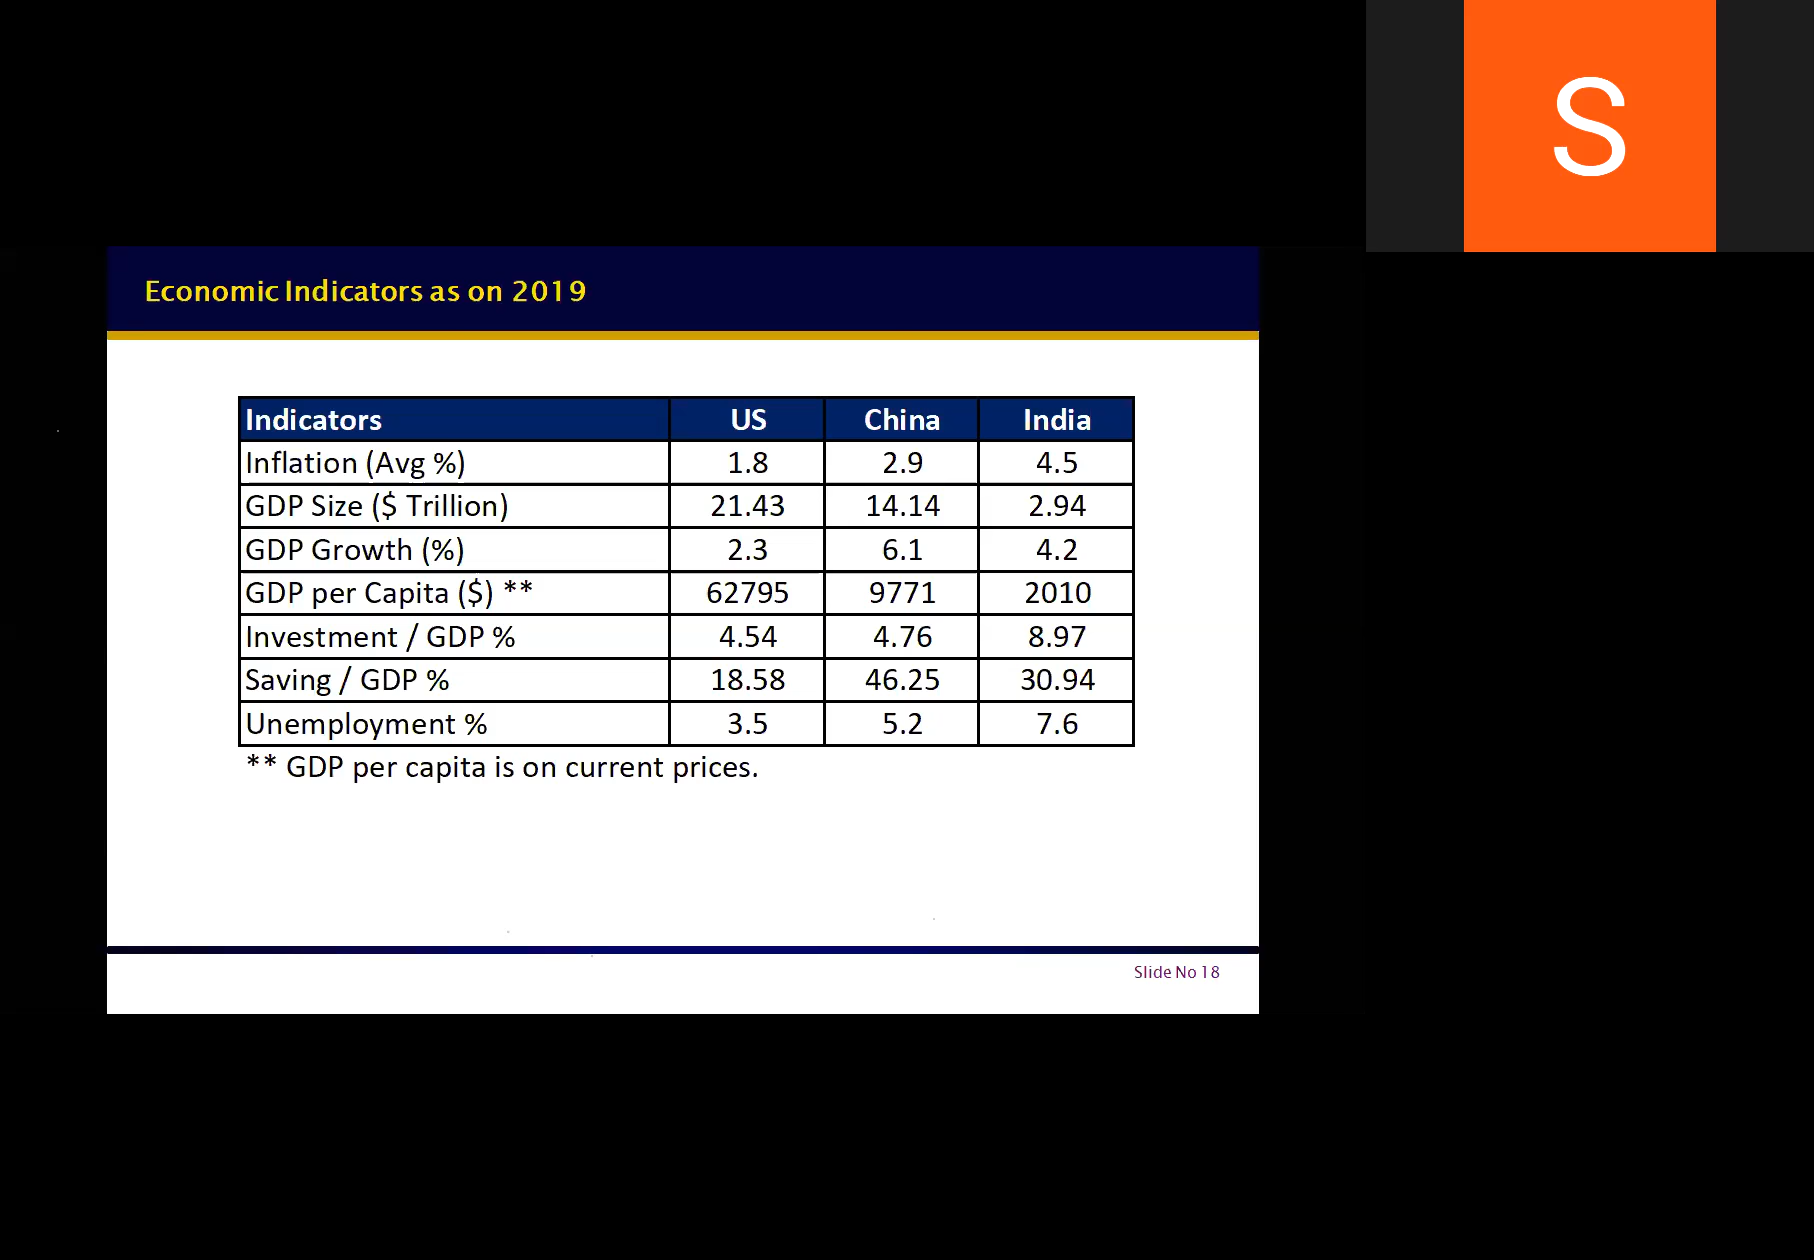 S
Economic Indicators as on 2019
Indicators US China India
Inflation (Avg %) 1.8 2.9 4.5
GDP Size ($ Trillion) 21.43 14.14 2.94
GDP Growth (%) 2.3 6.1 4.2
GDP per Capita ($) ** 62795 9771 2010
Investment / GDP % 4.54 4.76 8.97
Saving / GDP % 18.58 46.25 30.94
Unemployment % 3.5 5.2 7.6
** GDP per capita is on current prices.
Slide No 18